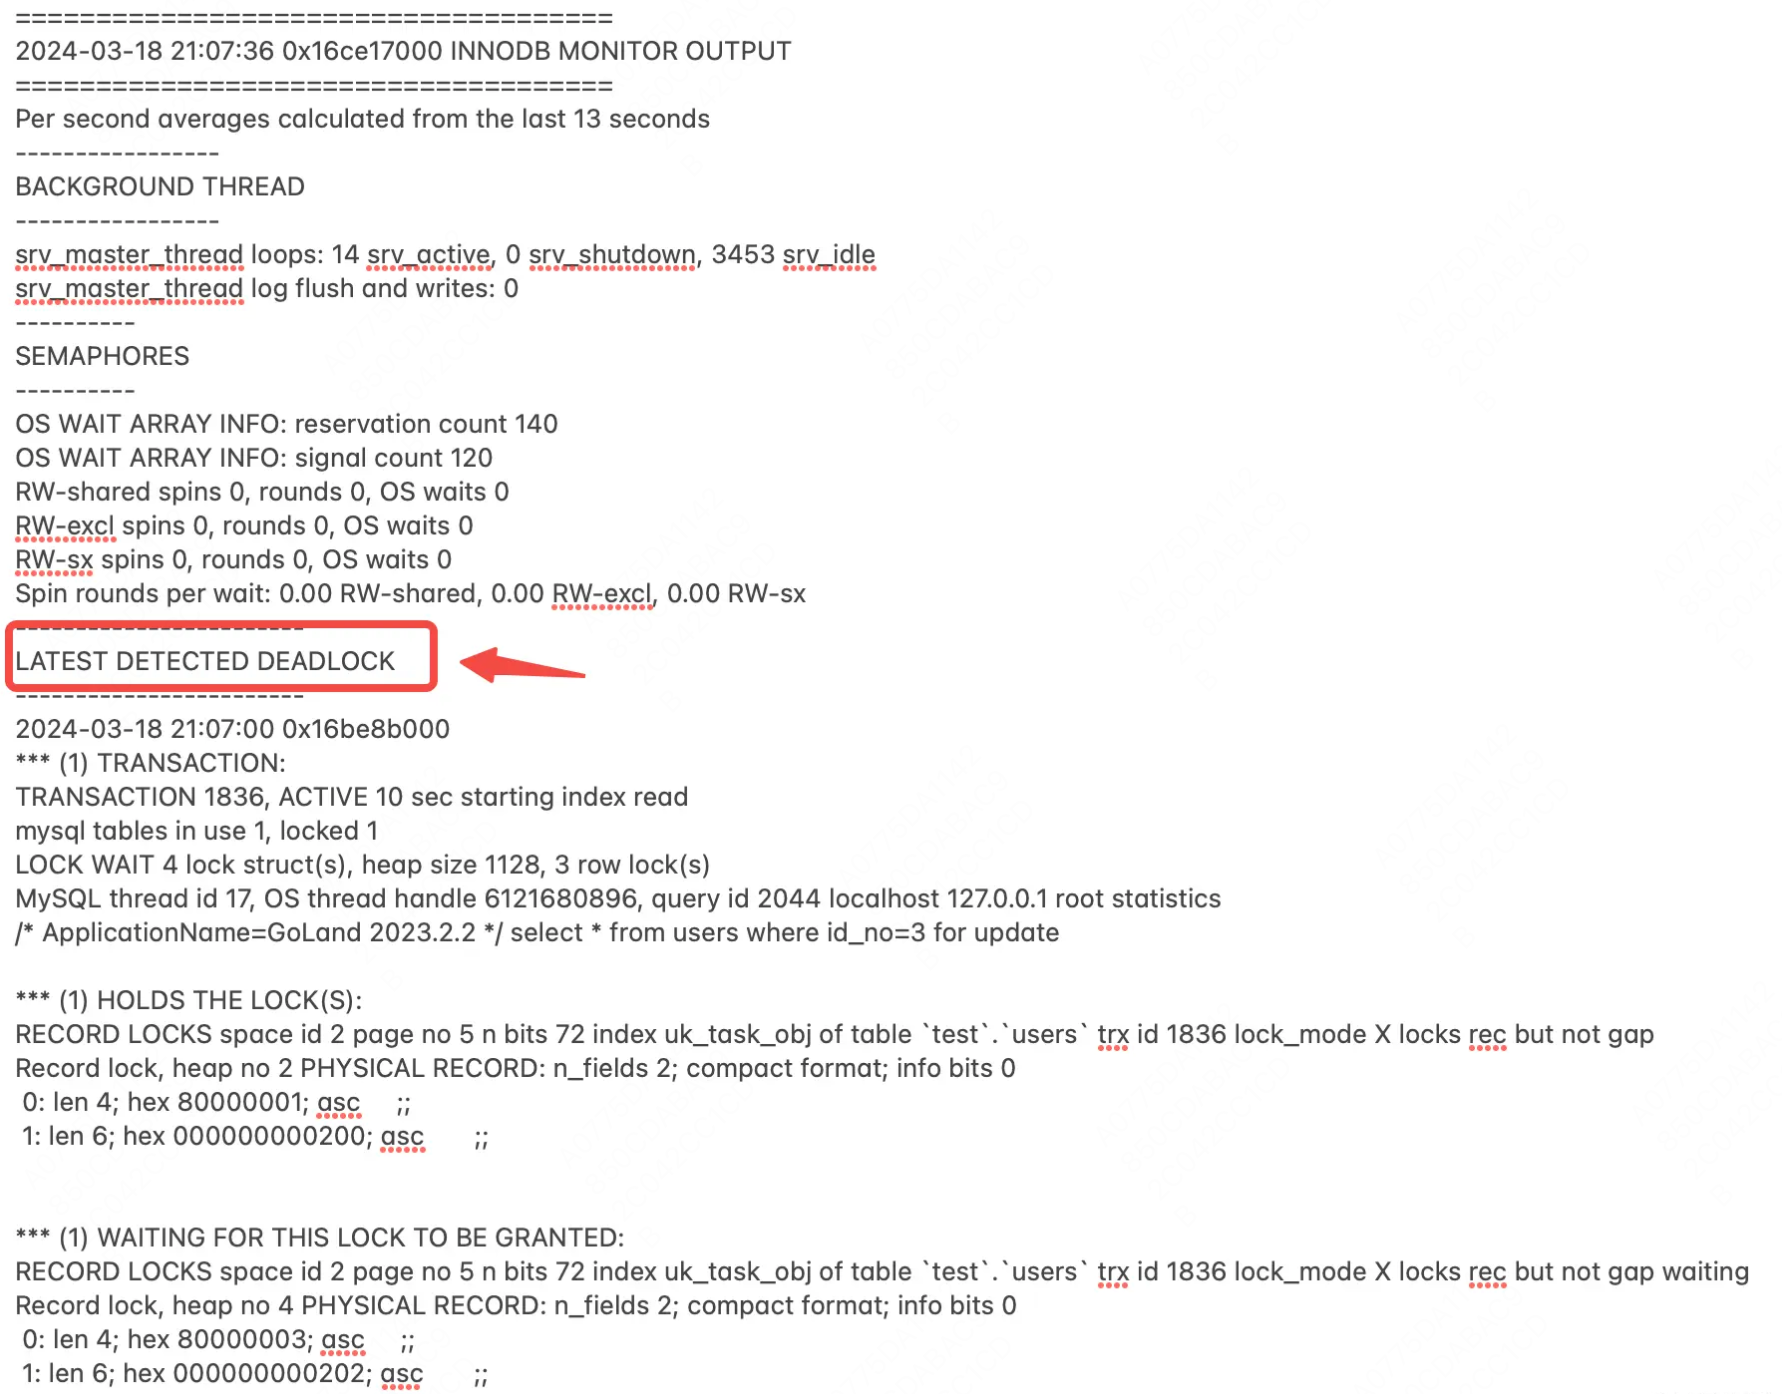 =====================================
2024-03-18 21:07:36 0x16ce17000 INNODB MONITOR OUTPUT
=====================================
Per second averages calculated from the last 13 seconds
-----------------
BACKGROUND THREAD
-----------------
srv_master_thread loops: 14 srv_active, 0 srv_shutdown, 3453 srv_idle
srv_master_thread log flush and writes: 0
----------
SEMAPHORES
----------
OS WAIT ARRAY INFO: reservation count 140
OS WAIT ARRAY INFO: signal count 120
RW-shared spins 0, rounds 0, OS waits 0
RW-excl spins 0, rounds 0, OS waits 0
RW-sx spins 0, rounds 0, OS waits 0
Spin rounds per wait: 0.00 RW-shared, 0.00 RW-excl, 0.00 RW-sx
------------------------
LATEST DETECTED DEADLOCK
------------------------
2024-03-18 21:07:00 0x16be8b000
*** (1) TRANSACTION:
TRANSACTION 1836, ACTIVE 10 sec starting index read
mysql tables in use 1, locked 1
LOCK WAIT 4 lock struct(s), heap size 1128, 3 row lock(s)
MySQL thread id 17, OS thread handle 6121680896, query id 2044 localhost 127.0.0.1 root statistics
/* ApplicationName=GoLand 2023.2.2 */ select * from users where id_no=3 for update
*** (1) HOLDS THE LOCK(S):
RECORD LOCKS space id 2 page no 5 n bits 72 index uk_task_obj of table `test`.`users` trx id 1836 lock_mode X locks rec but not gap
Record lock, heap no 2 PHYSICAL RECORD: n_fields 2; compact format; info bits 0
0: len 4; hex 80000001; asc ;;
1: len 6; hex 000000000200; asc ;;
*** (1) WAITING FOR THIS LOCK TO BE GRANTED:
RECORD LOCKS space id 2 page no 5 n bits 72 index uk_task_obj of table `test`.`users` trx id 1836 lock_mode X locks rec but not gap waiting
Record lock, heap no 4 PHYSICAL RECORD: n_fields 2; compact format; info bits 0
0: len 4; hex 80000003; asc ;;
1: len 6; hex 000000000202; asc ;;